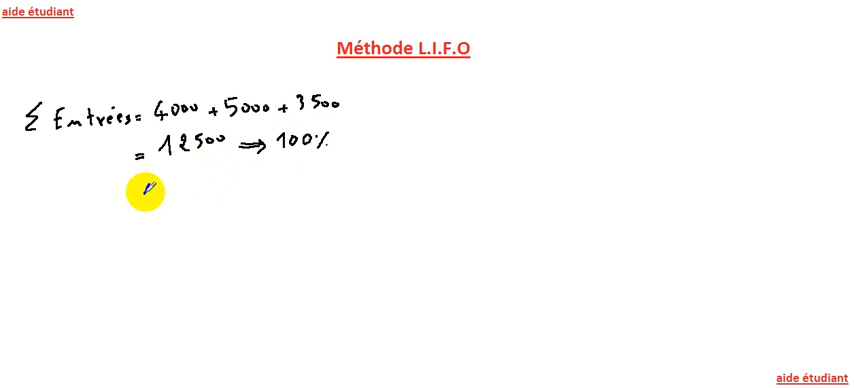 aide étudiant
Méthode L.I.F.O
Σ Entrées = 4000 + 5000 + 3500
= 12500 ⇒ 100%
aide étudiant